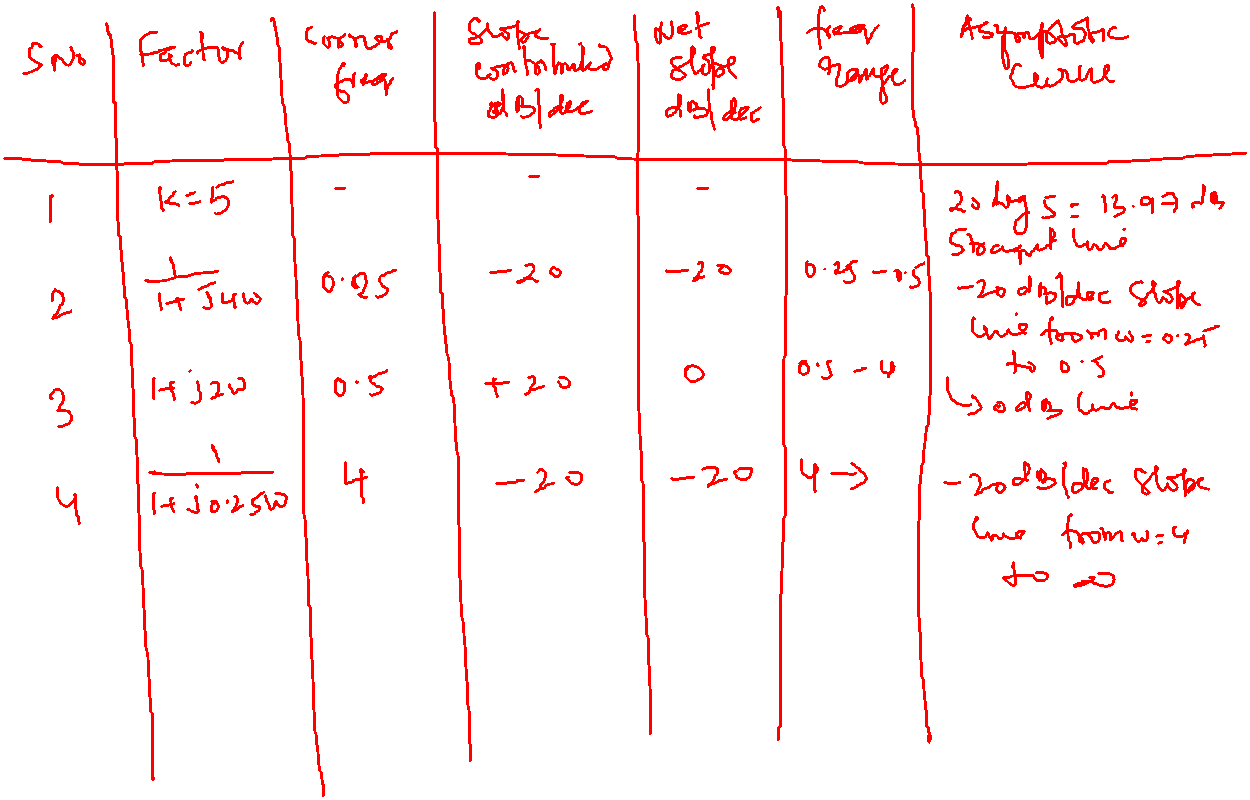 S No Factor Corner freq Slope contributed dB/dec Net slope dB/dec freq range Asymptotic Curve
1 K=5 - - - 20 log 5 = 13.97 dB
Straight line
2 1/(1+j4w) 0.25 -20 -20 0.25 - 0.5 -20 dB/dec slope
line from w=0.25
to 0.5
3 1+j2w 0.5 +20 0 0.5 - 4 ↳ 0 dB line
4 1/(1+j0.25w) 4 -20 -20 4 → -20 dB/dec slope
line from w=4
to ∞